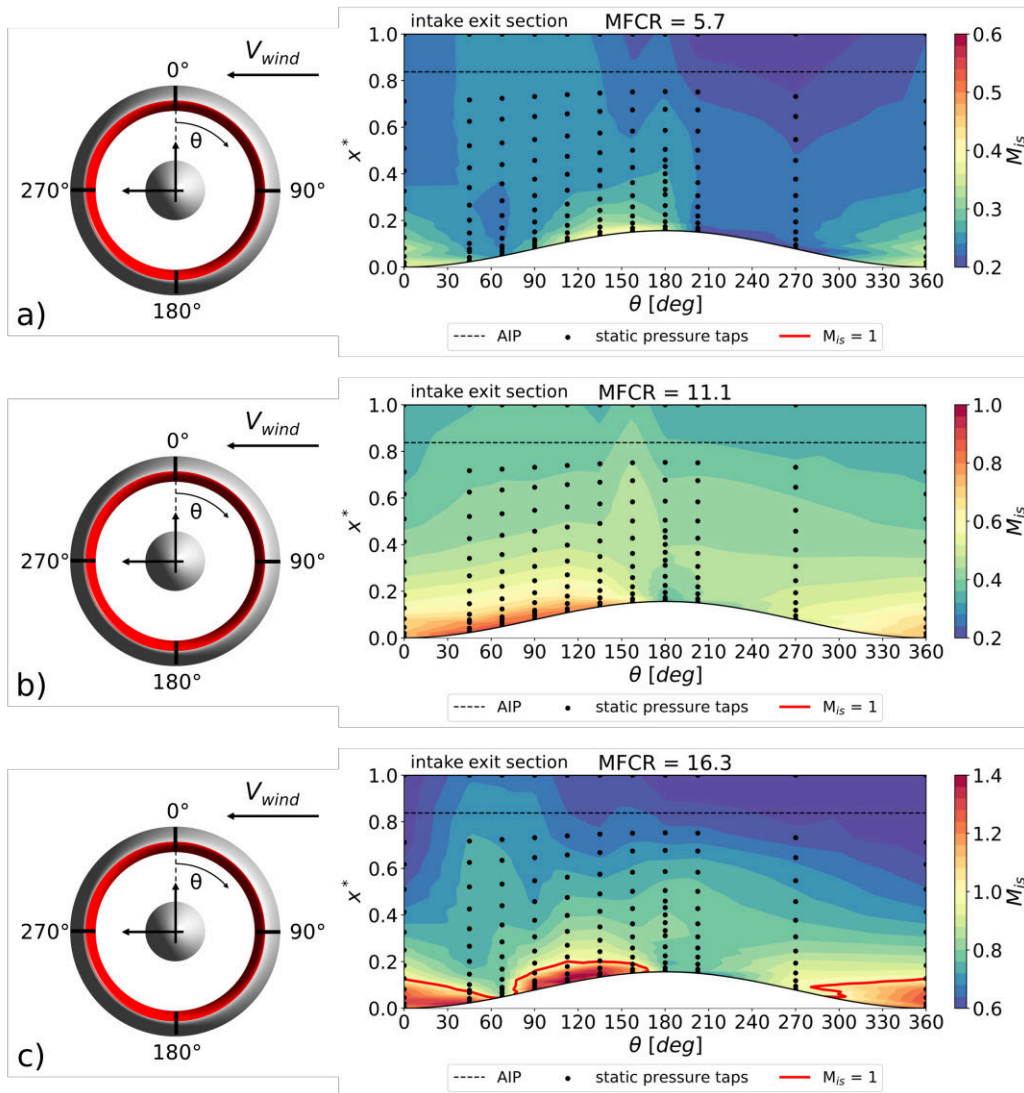 intake exit section MFCR = 5.7
V_wind
0°
θ
270° 90°
180°
a)
x*
1.0
0.8
0.6
0.4
0.2
0.0
0 30 60 90 120 150 180 210 240 270 300 330 360
θ [deg]
0.6
0.5
0.4
0.3
0.2
M_is
AIP static pressure taps M_is = 1
intake exit section MFCR = 11.1
V_wind
0°
θ
270° 90°
180°
b)
x*
1.0
0.8
0.6
0.4
0.2
0.0
0 30 60 90 120 150 180 210 240 270 300 330 360
θ [deg]
1.0
0.9
0.8
0.7
0.6
0.5
0.4
0.3
0.2
M_is
AIP static pressure taps M_is = 1
intake exit section MFCR = 16.3
V_wind
0°
θ
270° 90°
180°
c)
x*
1.0
0.8
0.6
0.4
0.2
0.0
0 30 60 90 120 150 180 210 240 270 300 330 360
θ [deg]
1.4
1.2
1.0
0.8
0.6
M_is
AIP static pressure taps M_is = 1